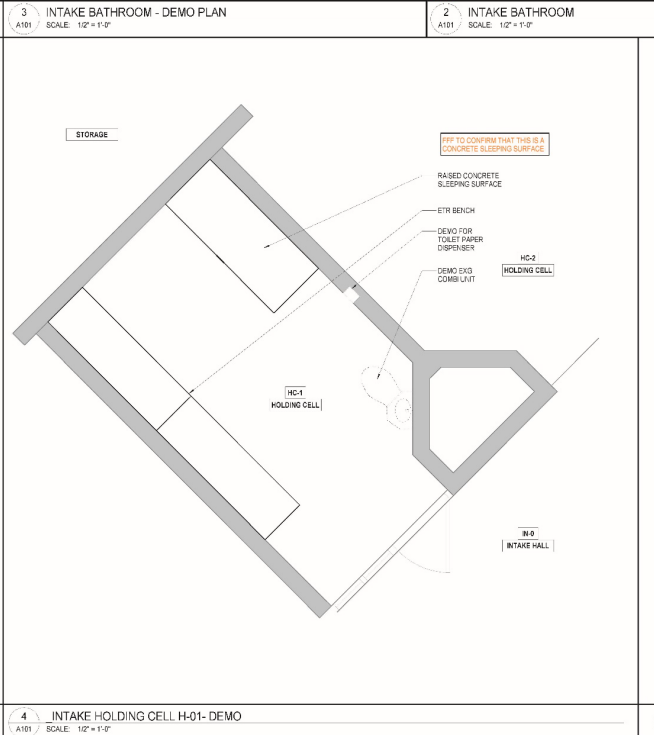 3 INTAKE BATHROOM - DEMO PLAN
A101 SCALE: 1/2" = 1'-0"
2 INTAKE BATHROOM
A101 SCALE: 1/2" = 1'-0"
STORAGE
FFF TO CONFIRM THAT THIS IS A
CONCRETE SLEEPING SURFACE
RAISED CONCRETE
SLEEPING SURFACE
ETR BENCH
DEMO FOR
TOILET PAPER
DISPENSER
DEMO EXG
COMBI UNIT
HC-2
HOLDING CELL
HC-1
HOLDING CELL
IN-0
INTAKE HALL
4 _INTAKE HOLDING CELL H-01- DEMO
A101 SCALE: 1/2" = 1'-0"